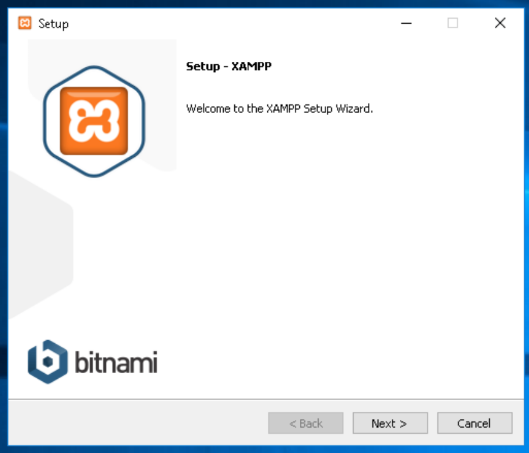 Setup
Setup - XAMPP
Welcome to the XAMPP Setup Wizard.
bitnami
< Back
Next >
Cancel